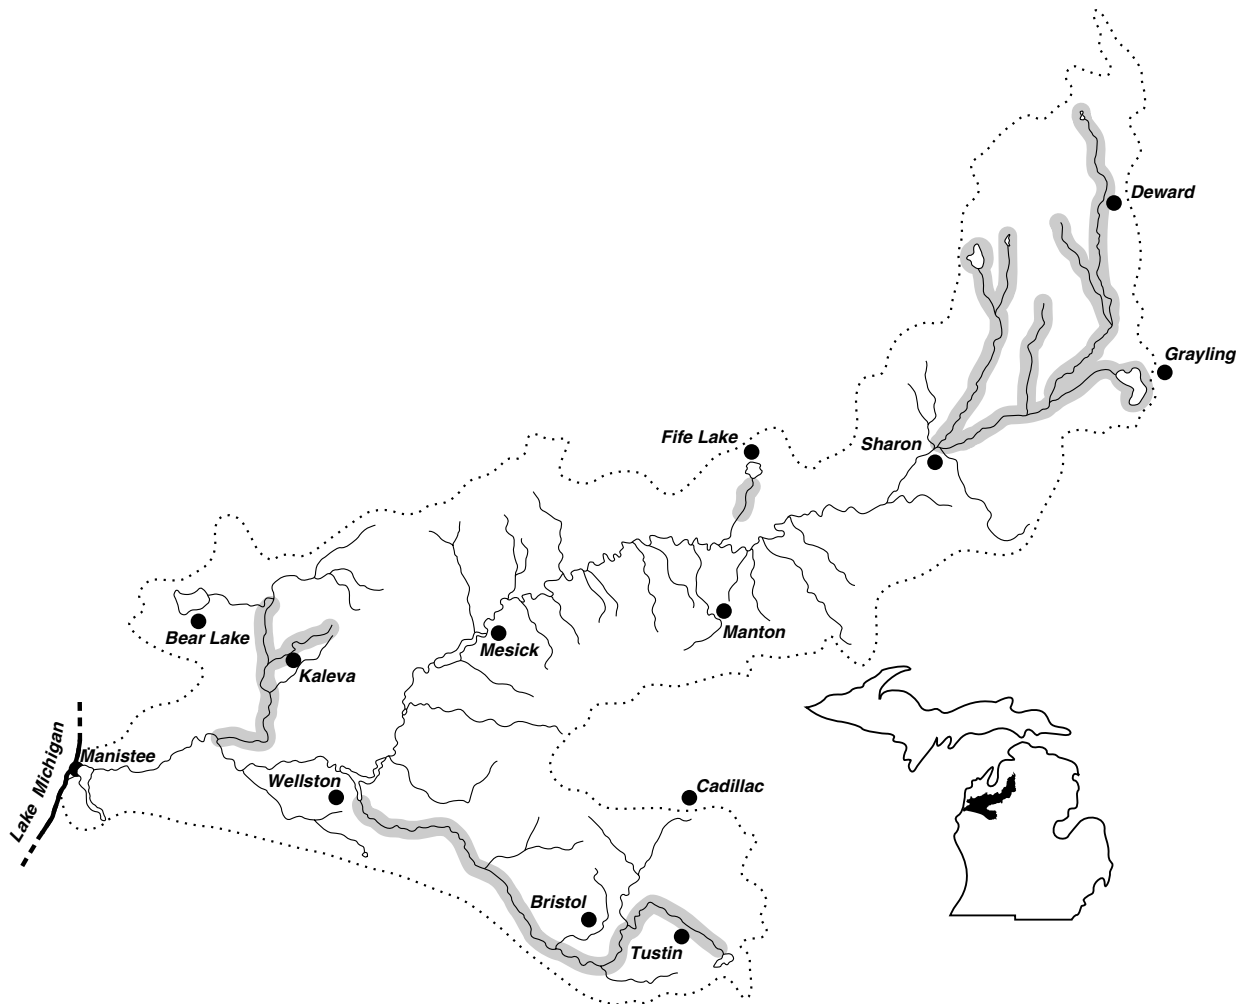 Deward
Grayling
Fife Lake
Sharon
Bear Lake
Manton
Mesick
Kaleva
Lake Michigan
Manistee
Wellston
Cadillac
Bristol
Tustin